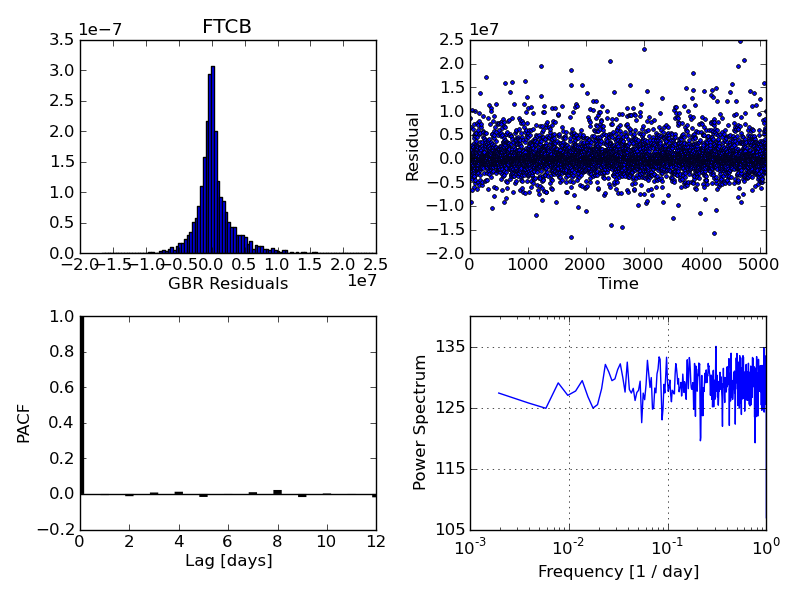 FTCB
1e−7
3.5
3.0
2.5
2.0
1.5
1.0
0.5
0.0
−2.0 −1.5 −1.0 −0.5 0.0 0.5 1.0 1.5 2.0 2.5
GBR Residuals
1e7
1e7
2.5
2.0
1.5
1.0
0.5
0.0
−0.5
−1.0
−1.5
−2.0
Residual
0 1000 2000 3000 4000 5000
Time
1.0
0.8
0.6
0.4
0.2
0.0
−0.2
PACF
0 2 4 6 8 10 12
Lag [days]
135
125
115
105
Power Spectrum
10⁻³ 10⁻² 10⁻¹ 10⁰
Frequency [1 / day]